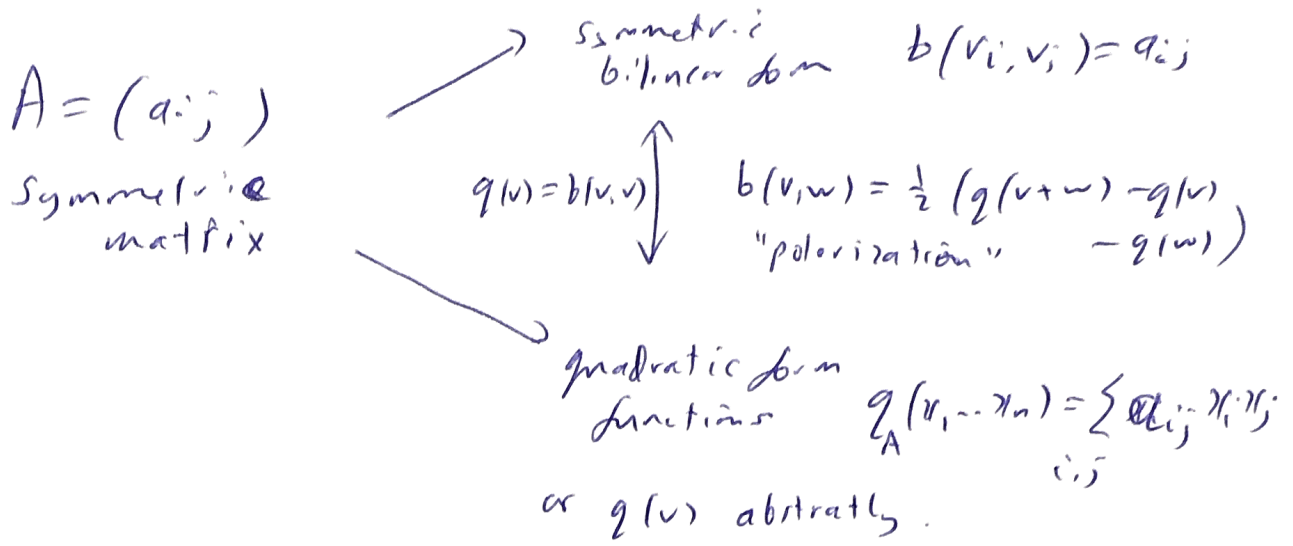 symmetric
bilinear form b(vi, vj) = aij
A = (aij)
symmetric
matrix
q(v) = b(v,v)
b(v,w) = 1/2 (q(v+w) - q(v)
"polarization" - q(w))
quadratic form
functions qA(x1...xn) = Σ aij xi xj
i,j
or q(v) abstratly.